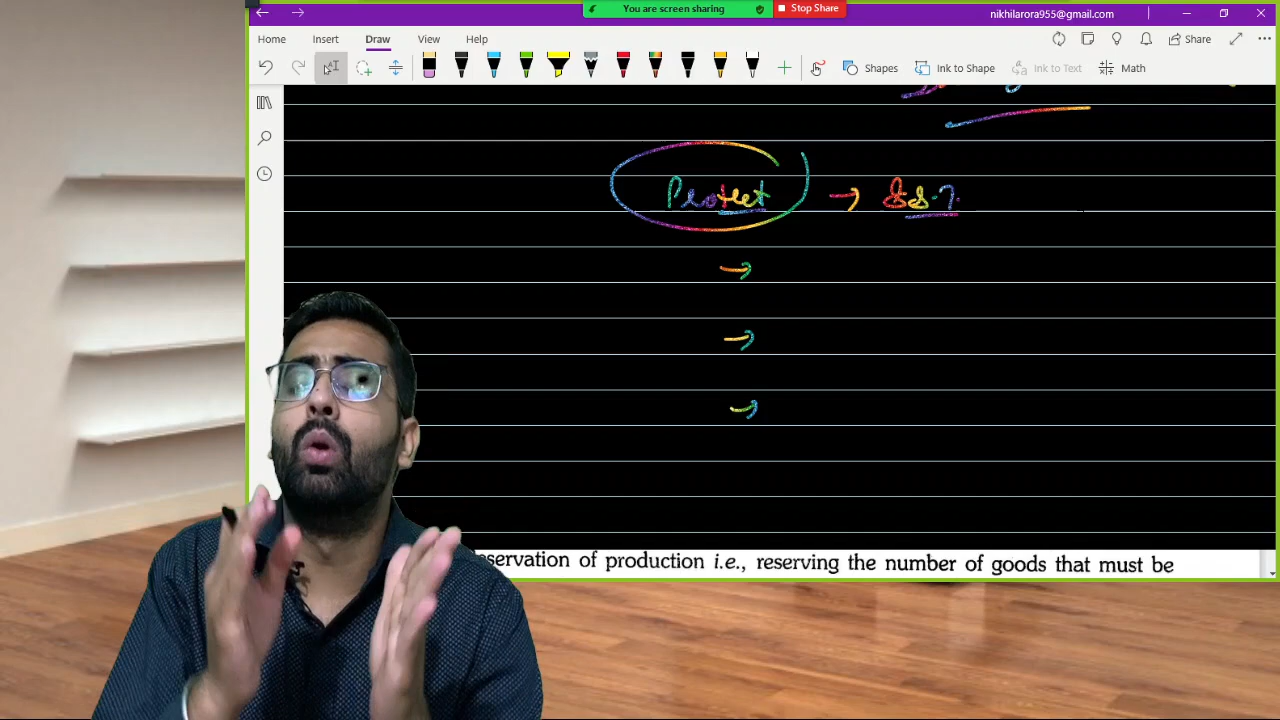 You are screen sharing Stop Share
nikhilarora955@gmail.com
Home Insert Draw View Help Share
Shapes Ink to Shape Ink to Text Math
Protect → SSI
→
→
→
servation of production i.e., reserving the number of goods that must be